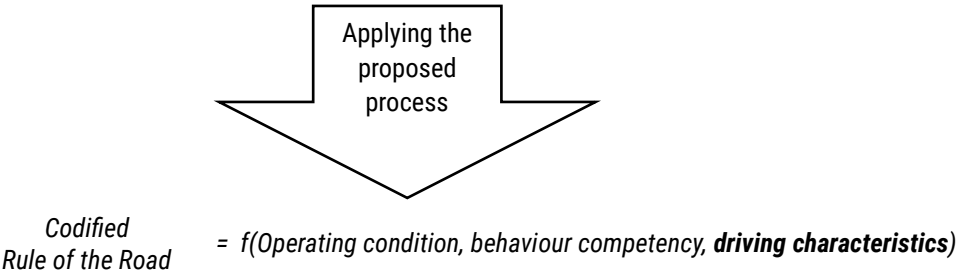 Applying the
proposed
process
Codified
Rule of the Road
= f(Operating condition, behaviour competency, driving characteristics)